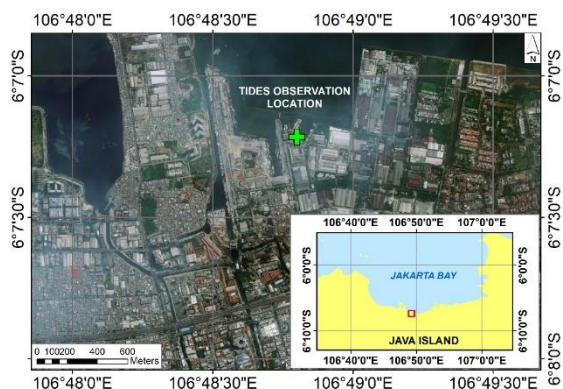 106°48'0"E 106°48'30"E 106°49'0"E 106°49'30"E
6°7'0"S
6°7'30"S
6°8'0"S
N
TIDES OBSERVATION
LOCATION
106°40'0"E 106°50'0"E 107°0'0"E
6°0'0"S 6°0'0"S
JAKARTA BAY
6°10'0"S 6°10'0"S
JAVA ISLAND
106°40'0"E 106°50'0"E 107°0'0"E
0 100200 400 600
Meters
6°7'0"S
6°7'30"S
6°8'0"S
106°48'0"E 106°48'30"E 106°49'0"E 106°49'30"E